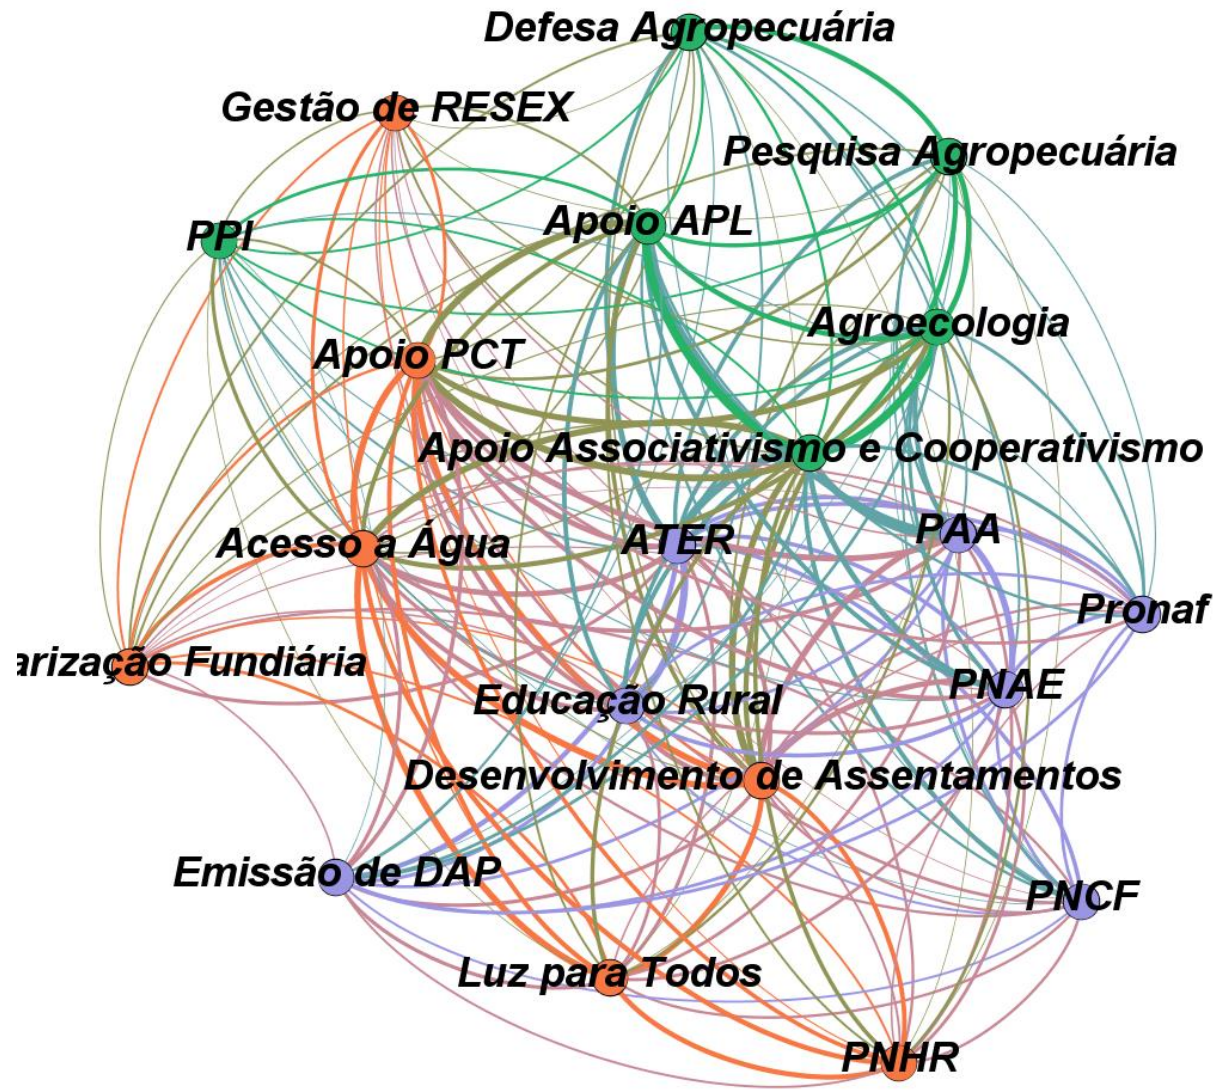 Defesa Agropecuária
Gestão de RESEX
Pesquisa Agropecuária
PPI
Apoio APL
Agroecologia
Apoio PCT
Apoio Associativismo e Cooperativismo
Acesso a Água
ATER
PAA
Pronaf
arização Fundiária
Educação Rural
PNAE
Desenvolvimento de Assentamentos
Emissão de DAP
PNCF
Luz para Todos
PNHR